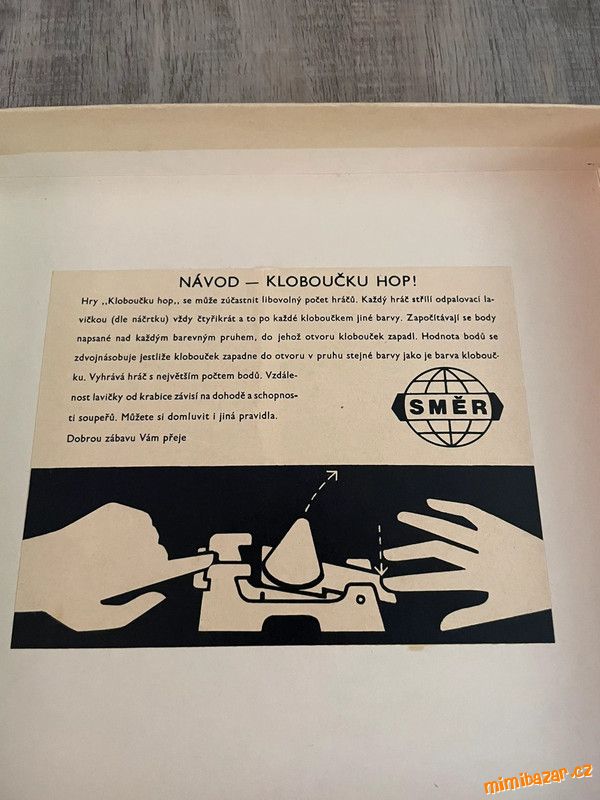 NÁVOD — KLOBOUČKU HOP!
Hry ,,Kloboučku hop,, se může zúčastnit libovolný počet hráčů. Každý hráč střílí odpalovací la-
vičkou (dle náčrtku) vždy čtyřikrát a to po každé kloboučkem jiné barvy. Započítávají se body
napsané nad každým barevným pruhem, do jehož otvoru klobouček zapadl. Hodnota bodů se
zdvojnásobuje jestliže klobouček zapadne do otvoru v pruhu stejné barvy jako je barva klobouč-
ku. Vyhrává hráč s největším počtem bodů. Vzdále-
nost lavičky od krabice závisí na dohodě a schopnos-
ti soupeřů. Můžete si domluvit i jiná pravidla.
Dobrou zábavu Vám přeje
SMĚR
mimibazar.cz